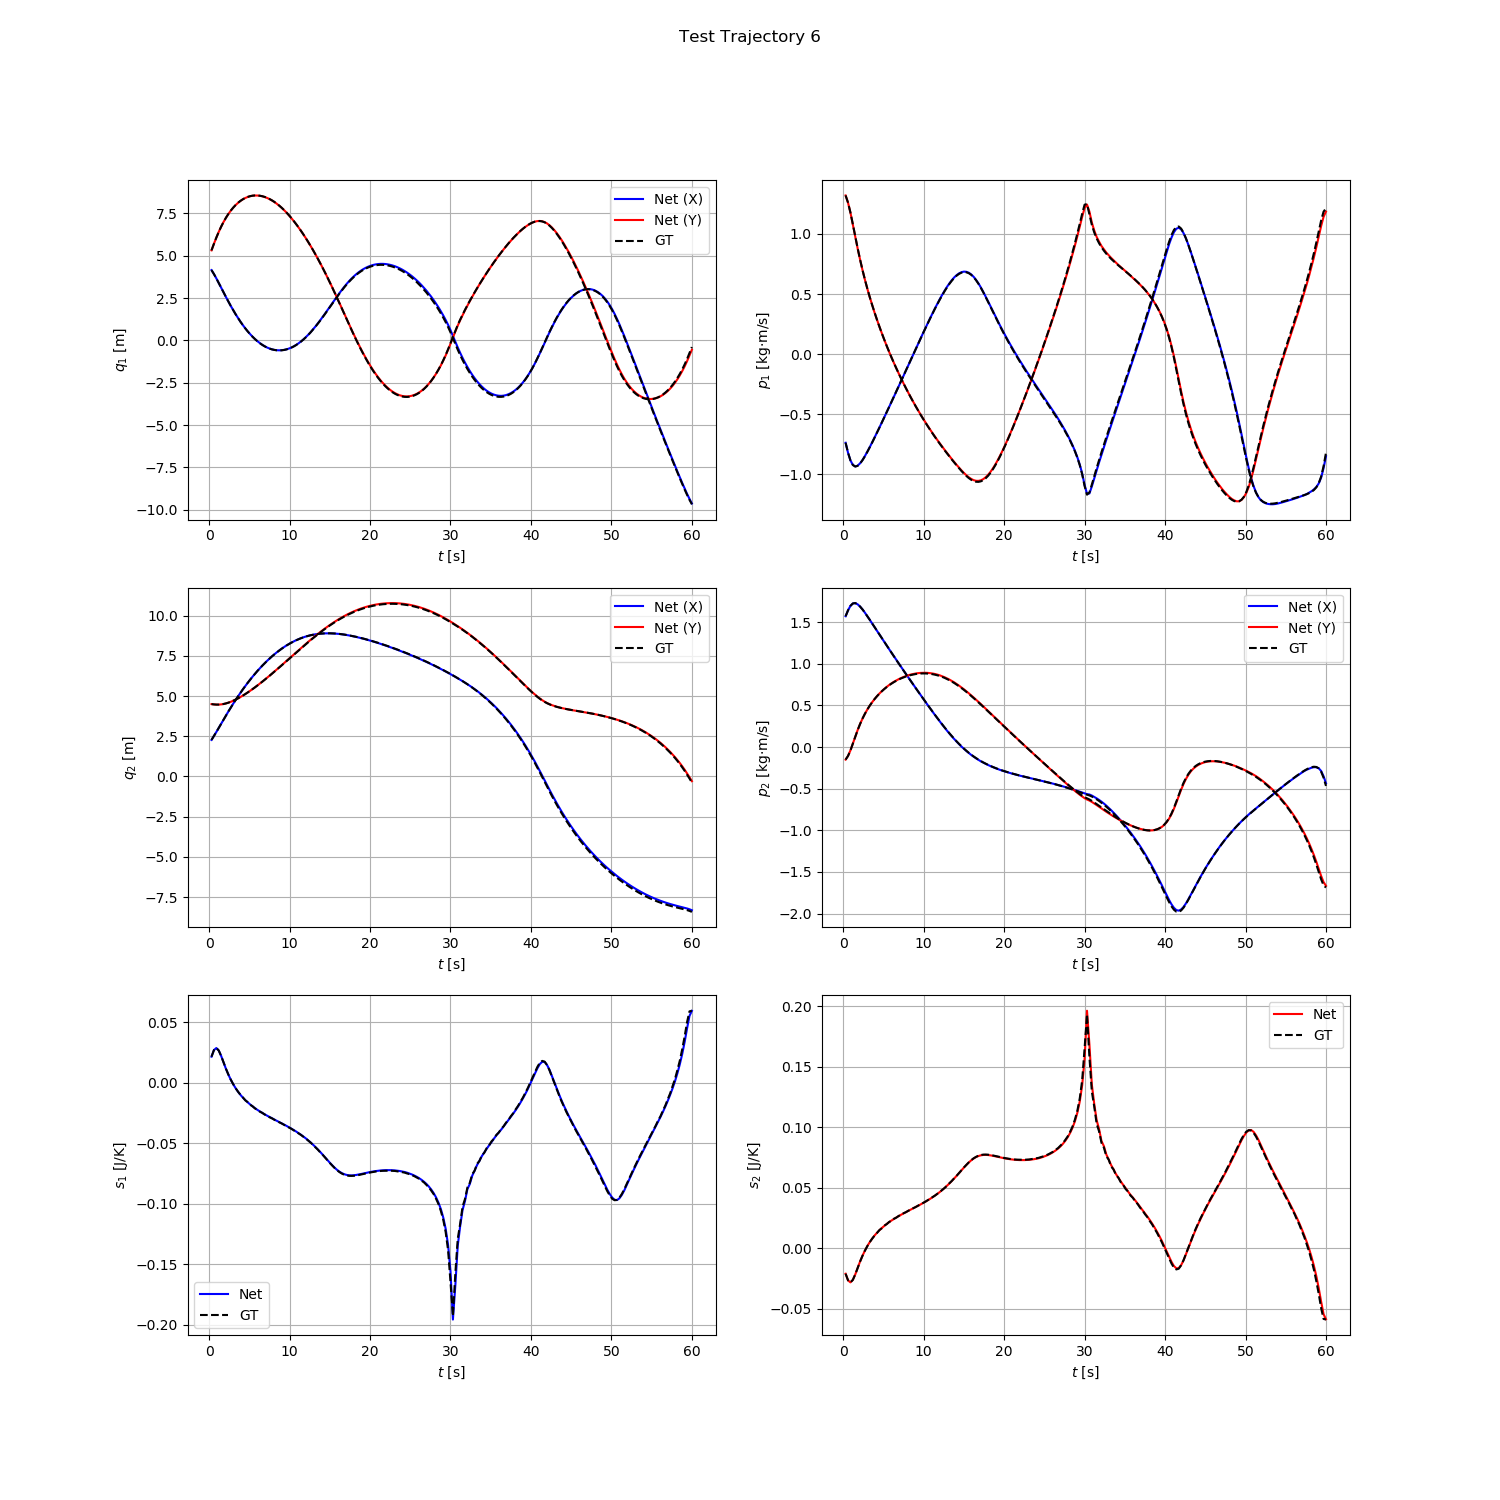 Test Trajectory 6
7.5
5.0
2.5
0.0
−2.5
−5.0
−7.5
−10.0
q₁ [m]
0 10 20 30 40 50 60
t [s]
Net (X)
Net (Y)
GT
1.0
0.5
0.0
−0.5
−1.0
p₁ [kg·m/s]
0 10 20 30 40 50 60
t [s]
10.0
7.5
5.0
2.5
0.0
−2.5
−5.0
−7.5
q₂ [m]
0 10 20 30 40 50 60
t [s]
Net (X)
Net (Y)
GT
1.5
1.0
0.5
0.0
−0.5
−1.0
−1.5
−2.0
p₂ [kg·m/s]
0 10 20 30 40 50 60
t [s]
Net (X)
Net (Y)
GT
0.05
0.00
−0.05
−0.10
−0.15
−0.20
s₁ [J/K]
0 10 20 30 40 50 60
t [s]
Net
GT
0.20
0.15
0.10
0.05
0.00
−0.05
s₂ [J/K]
0 10 20 30 40 50 60
t [s]
Net
GT